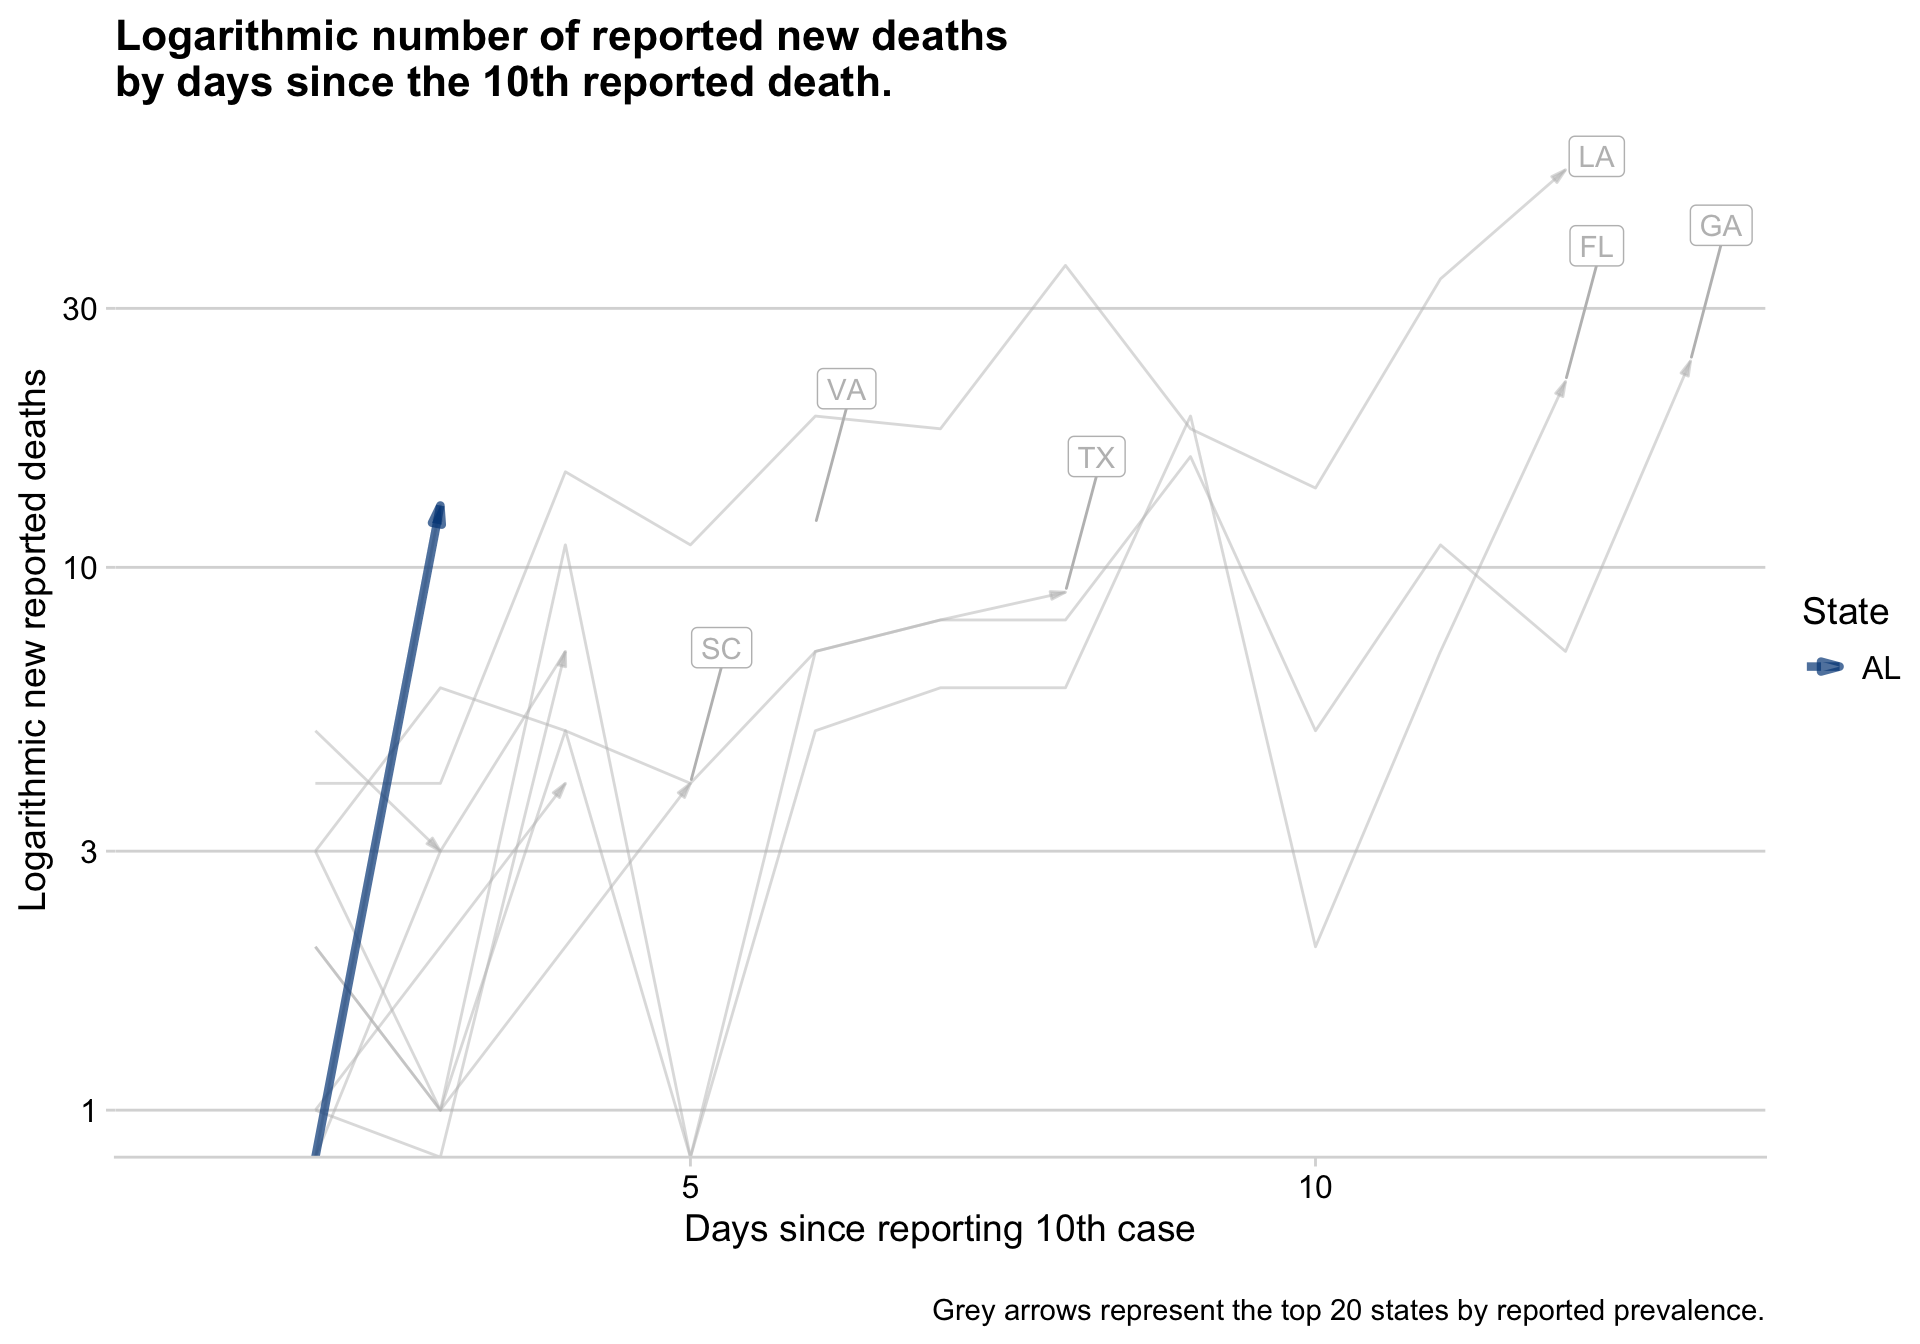 Logarithmic number of reported new deaths
by days since the 10th reported death.
LA
GA
FL
30
VA
TX
10
SC
3
1
Logarithmic new reported deaths
State
AL
5
10
Days since reporting 10th case
Grey arrows represent the top 20 states by reported prevalence.